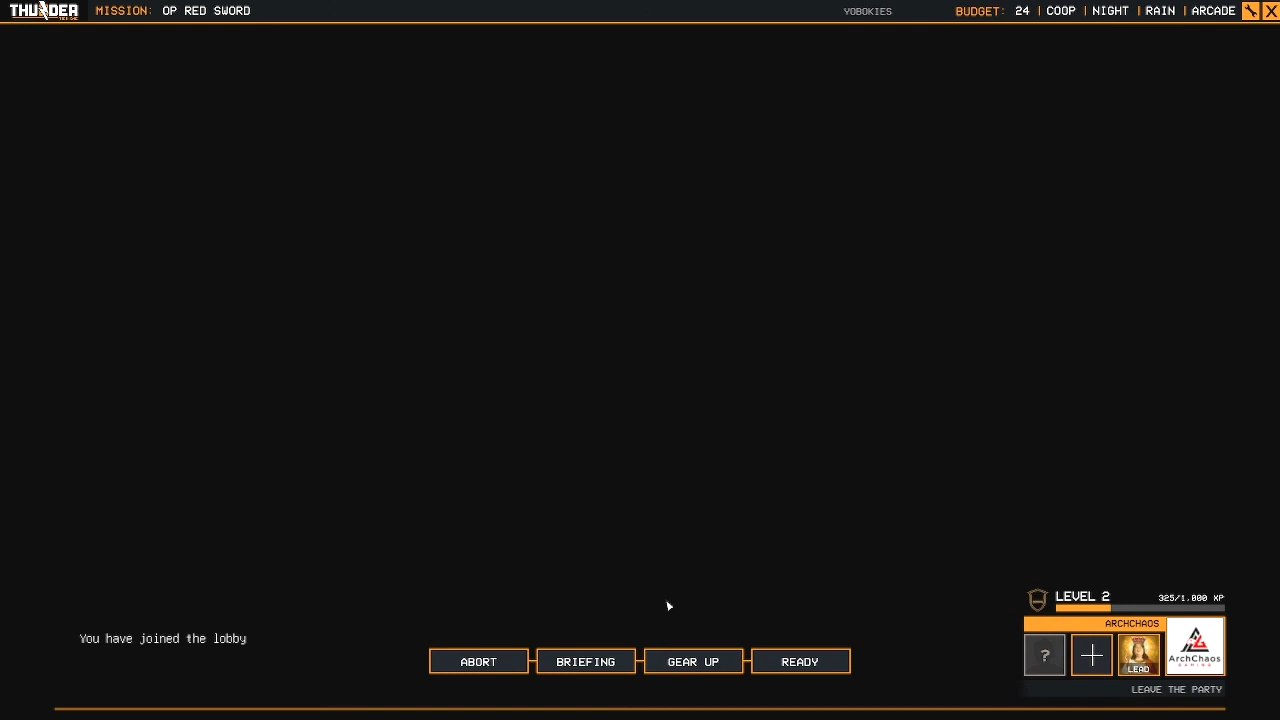 THUNDER
MISSION: OP RED SWORD
YOBOKIES
BUDGET: 24 | COOP | NIGHT | RAIN | ARCADE
LEVEL 2
325/1,000 XP
You have joined the lobby
ARCHCHAOS
ABORT
BRIEFING
GEAR UP
READY
?
LEAD
ArchChaos
GAMING
LEAVE THE PARTY